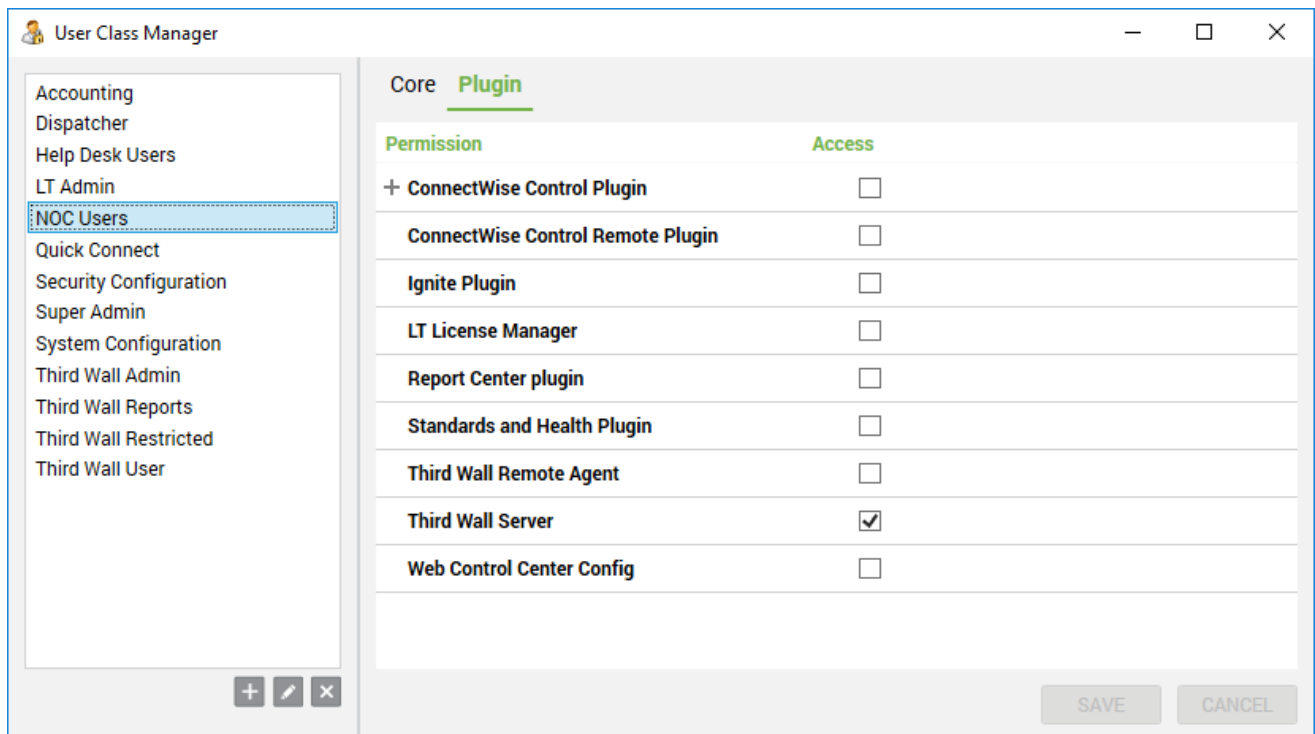 User Class Manager
Accounting
Dispatcher
Help Desk Users
LT Admin
NOC Users
Quick Connect
Security Configuration
Super Admin
System Configuration
Third Wall Admin
Third Wall Reports
Third Wall Restricted
Third Wall User
Core Plugin
Permission Access
ConnectWise Control Plugin
ConnectWise Control Remote Plugin
Ignite Plugin
LT License Manager
Report Center plugin
Standards and Health Plugin
Third Wall Remote Agent
Third Wall Server
Web Control Center Config
SAVE CANCEL